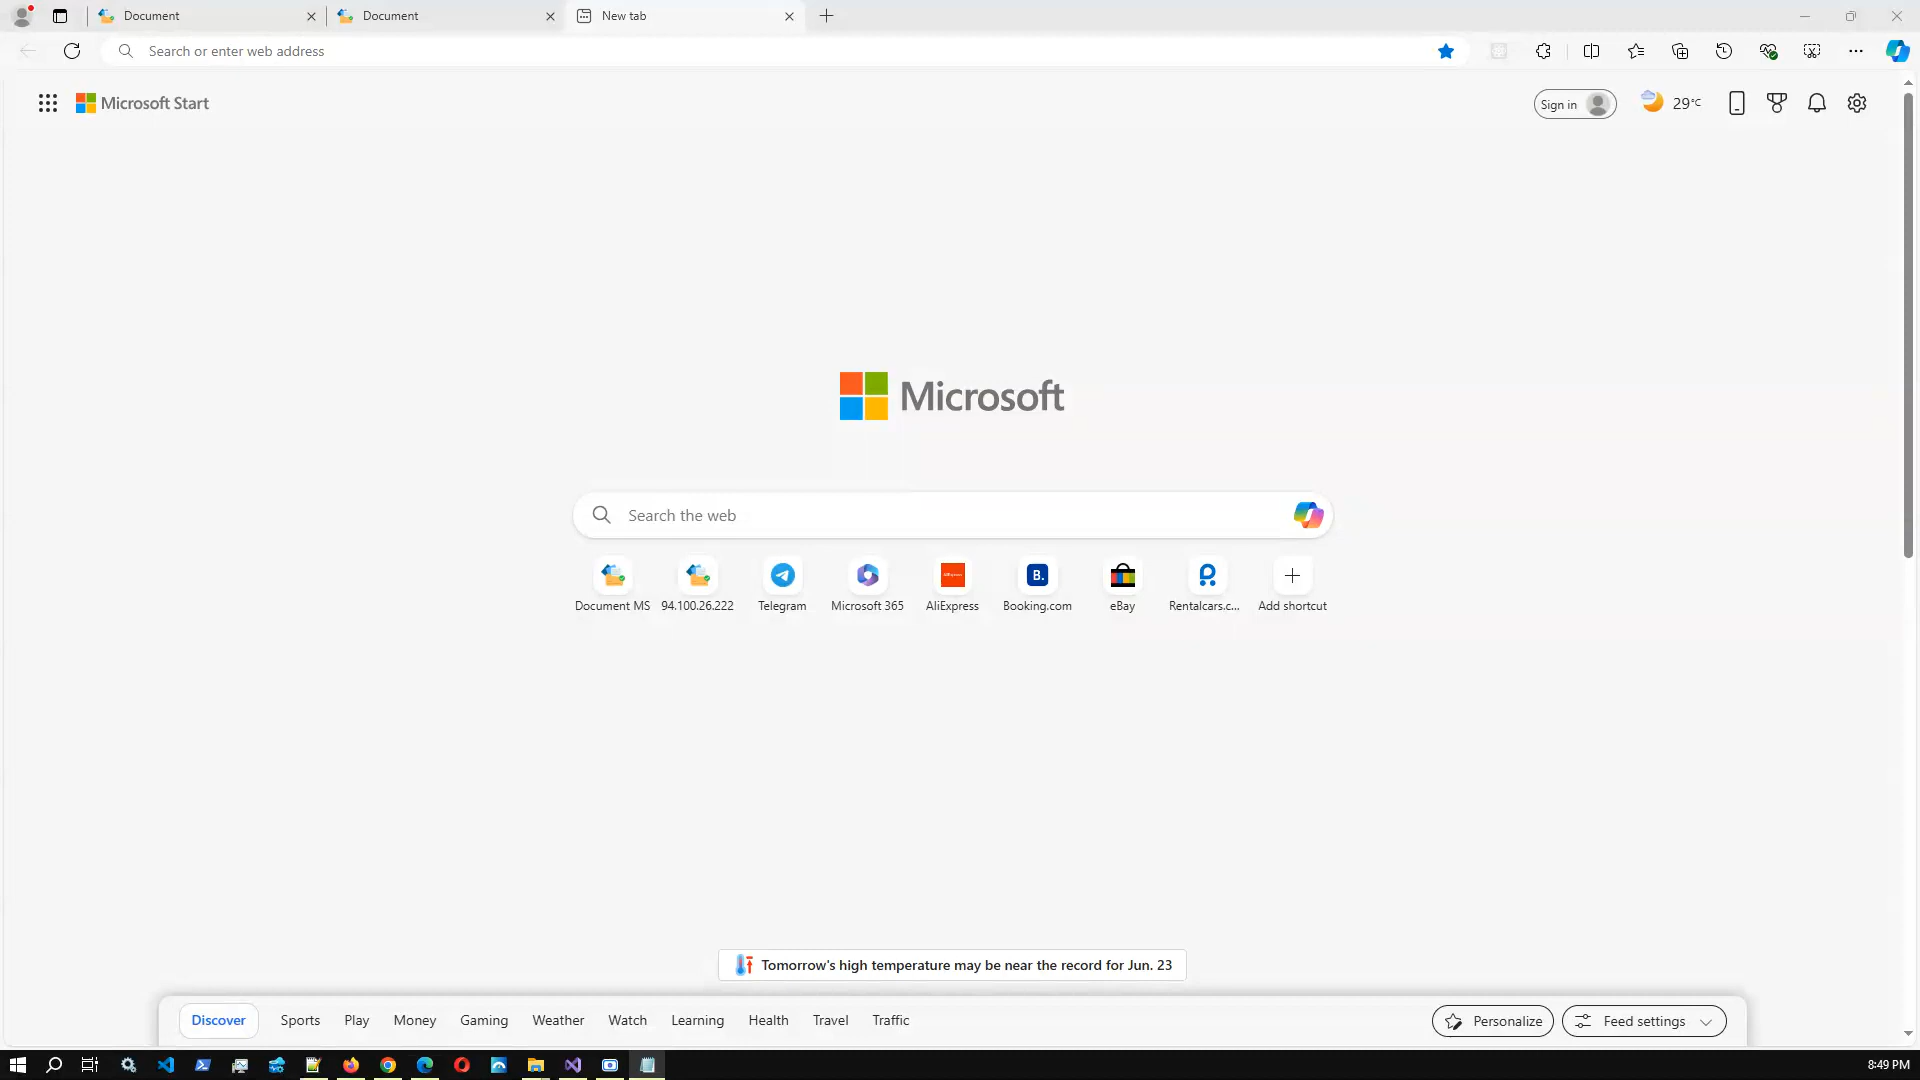 Document
Document
New tab
Search or enter web address
Microsoft Start
Sign in
29°C
Microsoft
Search the web
Document MS
94.100.26.222
Telegram
Microsoft 365
AliExpress
Booking.com
eBay
Rentalcars.c...
Add shortcut
B.
Tomorrow's high temperature may be near the record for Jun. 23
Discover
Sports
Play
Money
Gaming
Weather
Watch
Learning
Health
Travel
Traffic
Personalize
Feed settings
8:49 PM